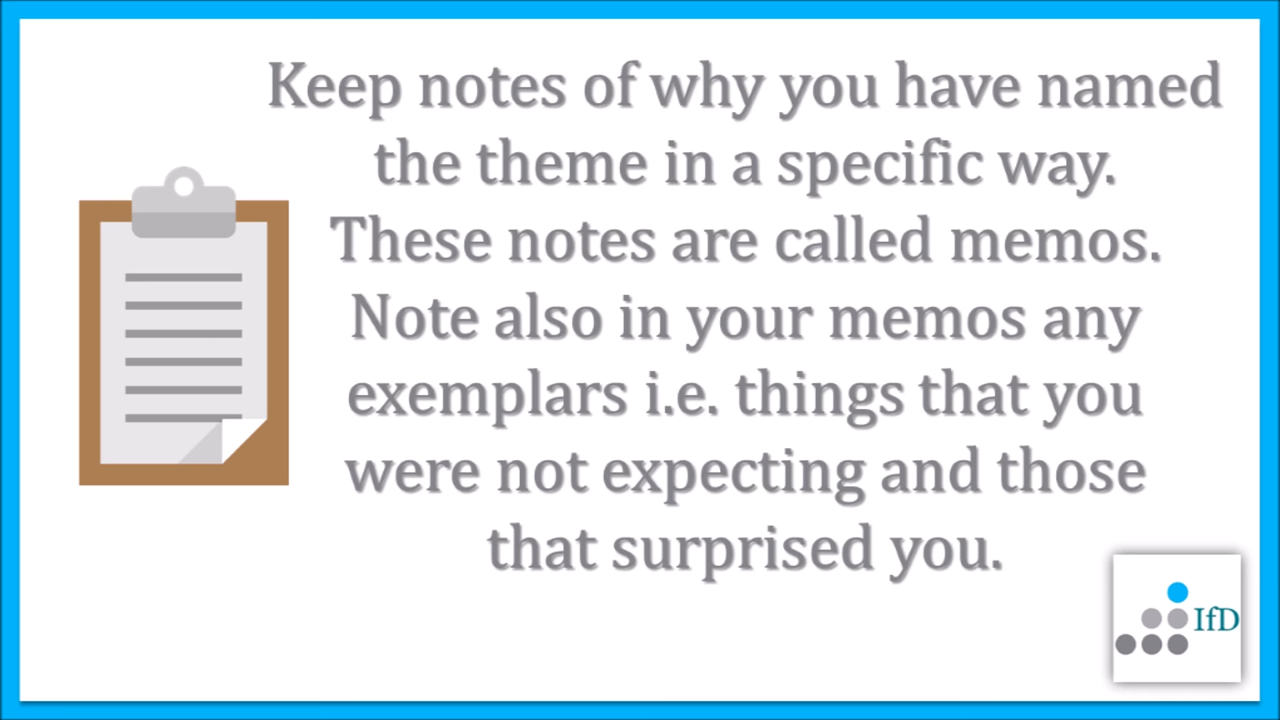 Keep notes of why you have named
the theme in a specific way.
These notes are called memos.
Note also in your memos any
exemplars i.e. things that you
were not expecting and those
that surprised you.
IfD